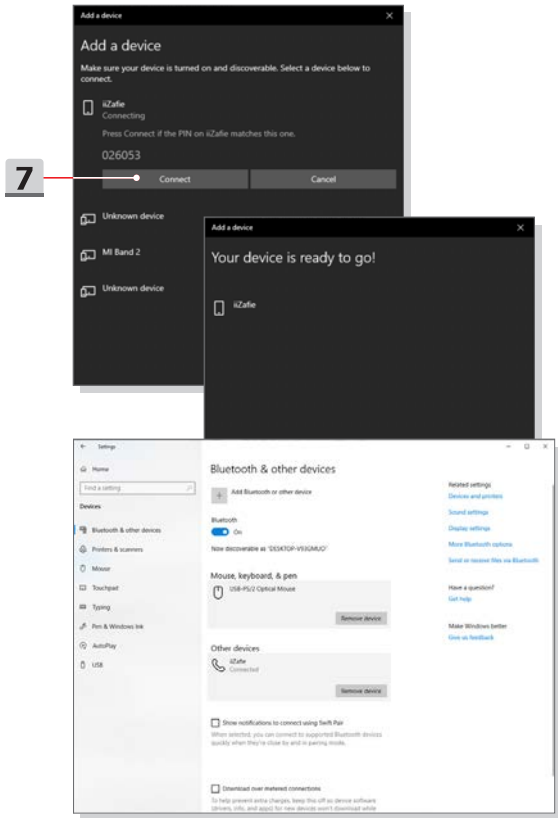 Add a device
Add a device
Make sure your device is turned on and discoverable. Select a device below to
connect.
iiZafie
Connecting
Press Connect if the PIN on iiZafie matches this one.
026053
7
Connect
Cancel
Unknown device
MI Band 2
Unknown device
Add a device
Your device is ready to go!
iiZafie
Settings
Home
Find a setting
Devices
Bluetooth & other devices
Printers & scanners
Mouse
Touchpad
Typing
Pen & Windows Ink
AutoPlay
USB
Bluetooth & other devices
Add Bluetooth or other device
Bluetooth
On
Now discoverable as "DESKTOP-V93GMUO"
Mouse, keyboard, & pen
USB-PS/2 Optical Mouse
Remove device
Other devices
iiZafie
Connected
Remove device
Show notifications to connect using Swift Pair
When selected, you can connect to supported Bluetooth devices
quickly when they're close by and in pairing mode.
Download over metered connections
To help prevent extra charges, keep this off so device software
(drivers, info, and apps) for new devices won't download while
Related settings
Devices and printers
Sound settings
Display settings
More Bluetooth options
Send or receive files via Bluetooth
Have a question?
Get help
Make Windows better
Give us feedback